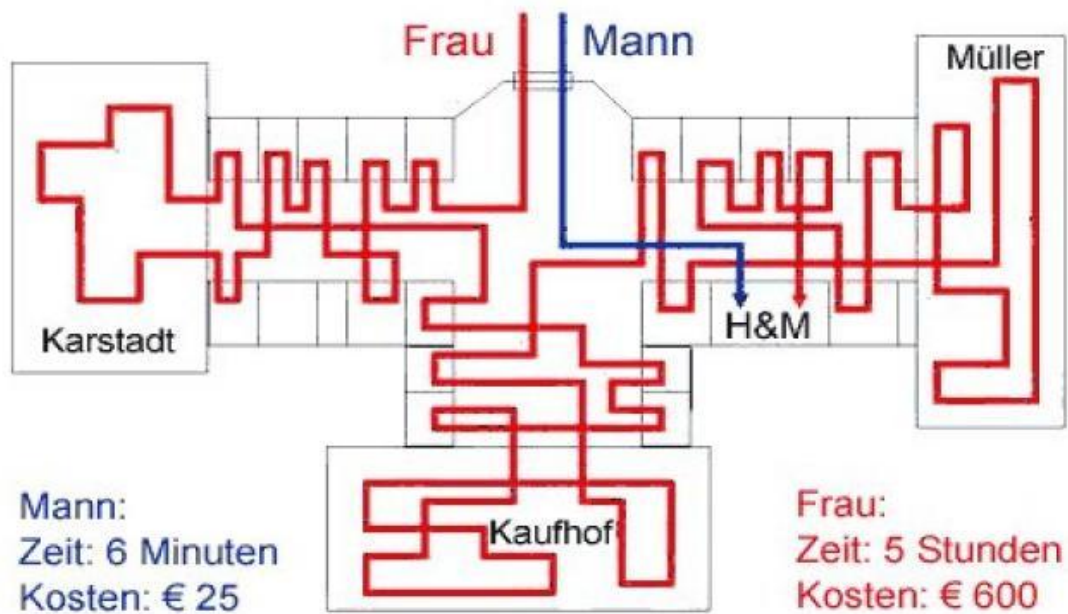 Frau
Mann
Müller
Karstadt
H&M
Kaufhof
Mann:
Zeit: 6 Minuten
Kosten: € 25
Frau:
Zeit: 5 Stunden
Kosten: € 600